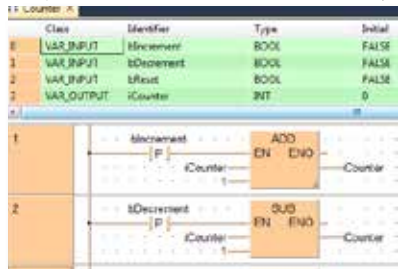 Counter
Class Identifier Type Initial
0 VAR_INPUT bIncrement BOOL FALSE
1 VAR_INPUT bDecrement BOOL FALSE
2 VAR_INPUT bReset BOOL FALSE
3 VAR_OUTPUT iCounter INT 0
1
bIncrement ADD
P EN ENO
iCounter iCounter
1
2
bDecrement SUB
P EN ENO
iCounter iCounter
1